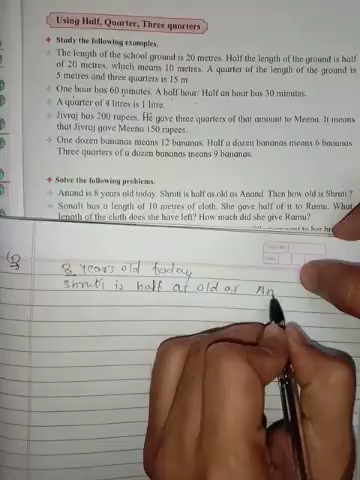 Using Half, Quarter, Three quarters
Study the following examples.
The length of the school ground is 20 metres. Half the length of the ground is half
of 20 metres, which means 10 metres. A quarter of the length of the ground is
5 metres and three quarters is 15 m.
One hour has 60 minutes. A half hour/ Half an hour has 30 minutes.
A quarter of 4 litres is 1 litre.
Jivraj has 200 rupees. He gave three quarters of that amount to Meena. It means
that Jivraj gave Meena 150 rupees.
One dozen bananas means 12 bananas. Half a dozen bananas means 6 bananas
Three quarters of a dozen bananas means 9 bananas.
Solve the following problems.
Anand is 8 years old today. Shruti is half as old as Anand. Then how old is Shruti?
Sonali has a length of 10 metres of cloth. She gave half of it to Ramu. What
length of the cloth does she have left? How much did she give Ramu?
to her bro
8 years old today
Shruti is half as old as An